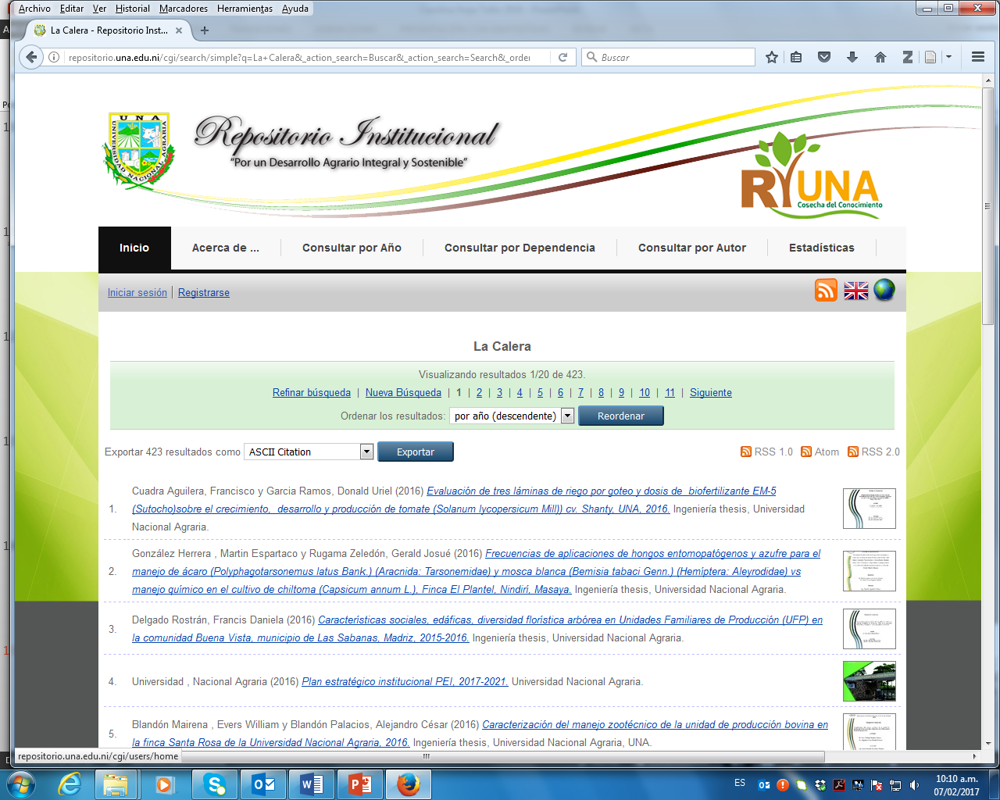 Archivo Editar Ver Historial Marcadores Herramientas Ayuda
La Calera - Repositorio Inst...
repositorio.una.edu.ni/cgi/search/simple?q=La+Calera&_action_search=Buscar&_action_search=Search&_order
Buscar
UNA
UNIVERSIDAD NACIONAL AGRARIA
Repositorio Institucional
"Por un Desarrollo Agrario Integral y Sostenible"
RIUNA
Cosecha del Conocimiento
Inicio
Acerca de ...
Consultar por Año
Consultar por Dependencia
Consultar por Autor
Estadísticas
Iniciar sesión | Registrarse
La Calera
Visualizando resultados 1/20 de 423.
Refinar búsqueda | Nueva Búsqueda | 1 | 2 | 3 | 4 | 5 | 6 | 7 | 8 | 9 | 10 | 11 | Siguiente
Ordenar los resultados: por año (descendente) Reordenar
Exportar 423 resultados como ASCII Citation Exportar
RSS 1.0 Atom RSS 2.0
1. Cuadra Aguilera, Francisco y Garcia Ramos, Donald Uriel (2016) Evaluación de tres láminas de riego por goteo y dosis de biofertilizante EM-5
(Sutocho)sobre el crecimiento, desarrollo y producción de tomate (Solanum lycopersicum Mill)) cv. Shanty, UNA, 2016. Ingeniería thesis, Universidad
Nacional Agraria.
2. González Herrera , Martin Espartaco y Rugama Zeledón, Gerald Josué (2016) Frecuencias de aplicaciones de hongos entomopatógenos y azufre para el
manejo de ácaro (Polyphagotarsonemus latus Bank.) (Aracnida: Tarsonemidae) y mosca blanca (Bemisia tabaci Genn.) (Hemíptera: Aleyrodidae) vs
manejo químico en el cultivo de chiltoma (Capsicum annum L.), Finca El Plantel, Nindirí, Masaya. Ingeniería thesis, Universidad Nacional Agraria.
3. Delgado Rostrán, Francis Daniela (2016) Características sociales, edáficas, diversidad florística arbórea en Unidades Familiares de Producción (UFP) en
la comunidad Buena Vista, municipio de Las Sabanas, Madriz, 2015-2016. Ingeniería thesis, Universidad Nacional Agraria.
4. Universidad , Nacional Agraria (2016) Plan estratégico institucional PEI, 2017-2021. Universidad Nacional Agraria.
5. Blandón Mairena , Evers William y Blandón Palacios, Alejandro César (2016) Caracterización del manejo zootécnico de la unidad de producción bovina en
la finca Santa Rosa de la Universidad Nacional Agraria, 2016. Ingeniería thesis, Universidad Nacional Agraria, UNA.
repositorio.una.edu.ni/cgi/users/home
ES
10:10 a.m.
07/02/2017